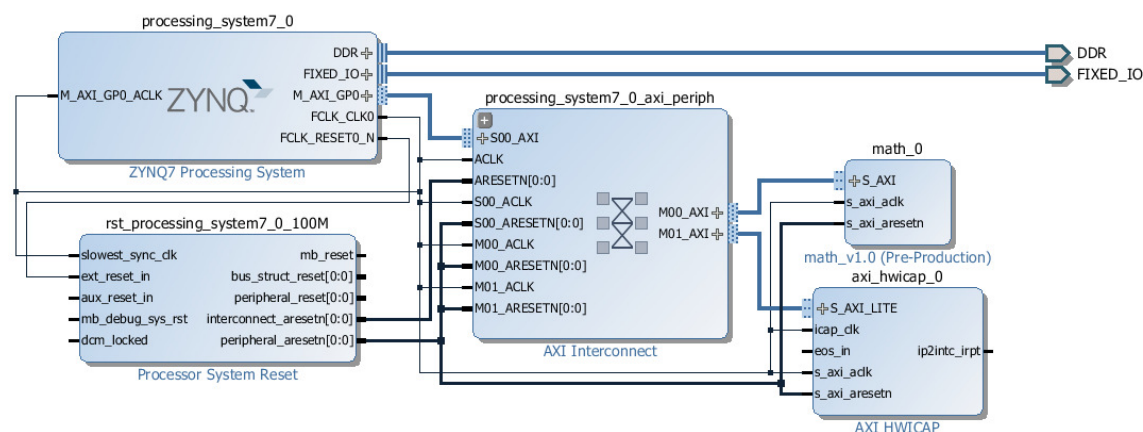 processing_system7_0
DDR
FIXED_IO
M_AXI_GP0_ACLK
ZYNQ
M_AXI_GP0
FCLK_CLK0
FCLK_RESET0_N
ZYNQ7 Processing System
DDR
FIXED_IO
rst_processing_system7_0_100M
slowest_sync_clk
mb_reset
ext_reset_in
bus_struct_reset[0:0]
aux_reset_in
peripheral_reset[0:0]
mb_debug_sys_rst
interconnect_aresetn[0:0]
dcm_locked
peripheral_aresetn[0:0]
Processor System Reset
processing_system7_0_axi_periph
S00_AXI
ACLK
ARESETN[0:0]
S00_ACLK
S00_ARESETN[0:0]
M00_ACLK
M00_ARESETN[0:0]
M01_ACLK
M01_ARESETN[0:0]
M00_AXI
M01_AXI
AXI Interconnect
math_0
S_AXI
s_axi_aclk
s_axi_aresetn
math_v1.0 (Pre-Production)
axi_hwicap_0
S_AXI_LITE
icap_clk
eos_in
ip2intc_irpt
s_axi_aclk
s_axi_aresetn
AXI HWICAP